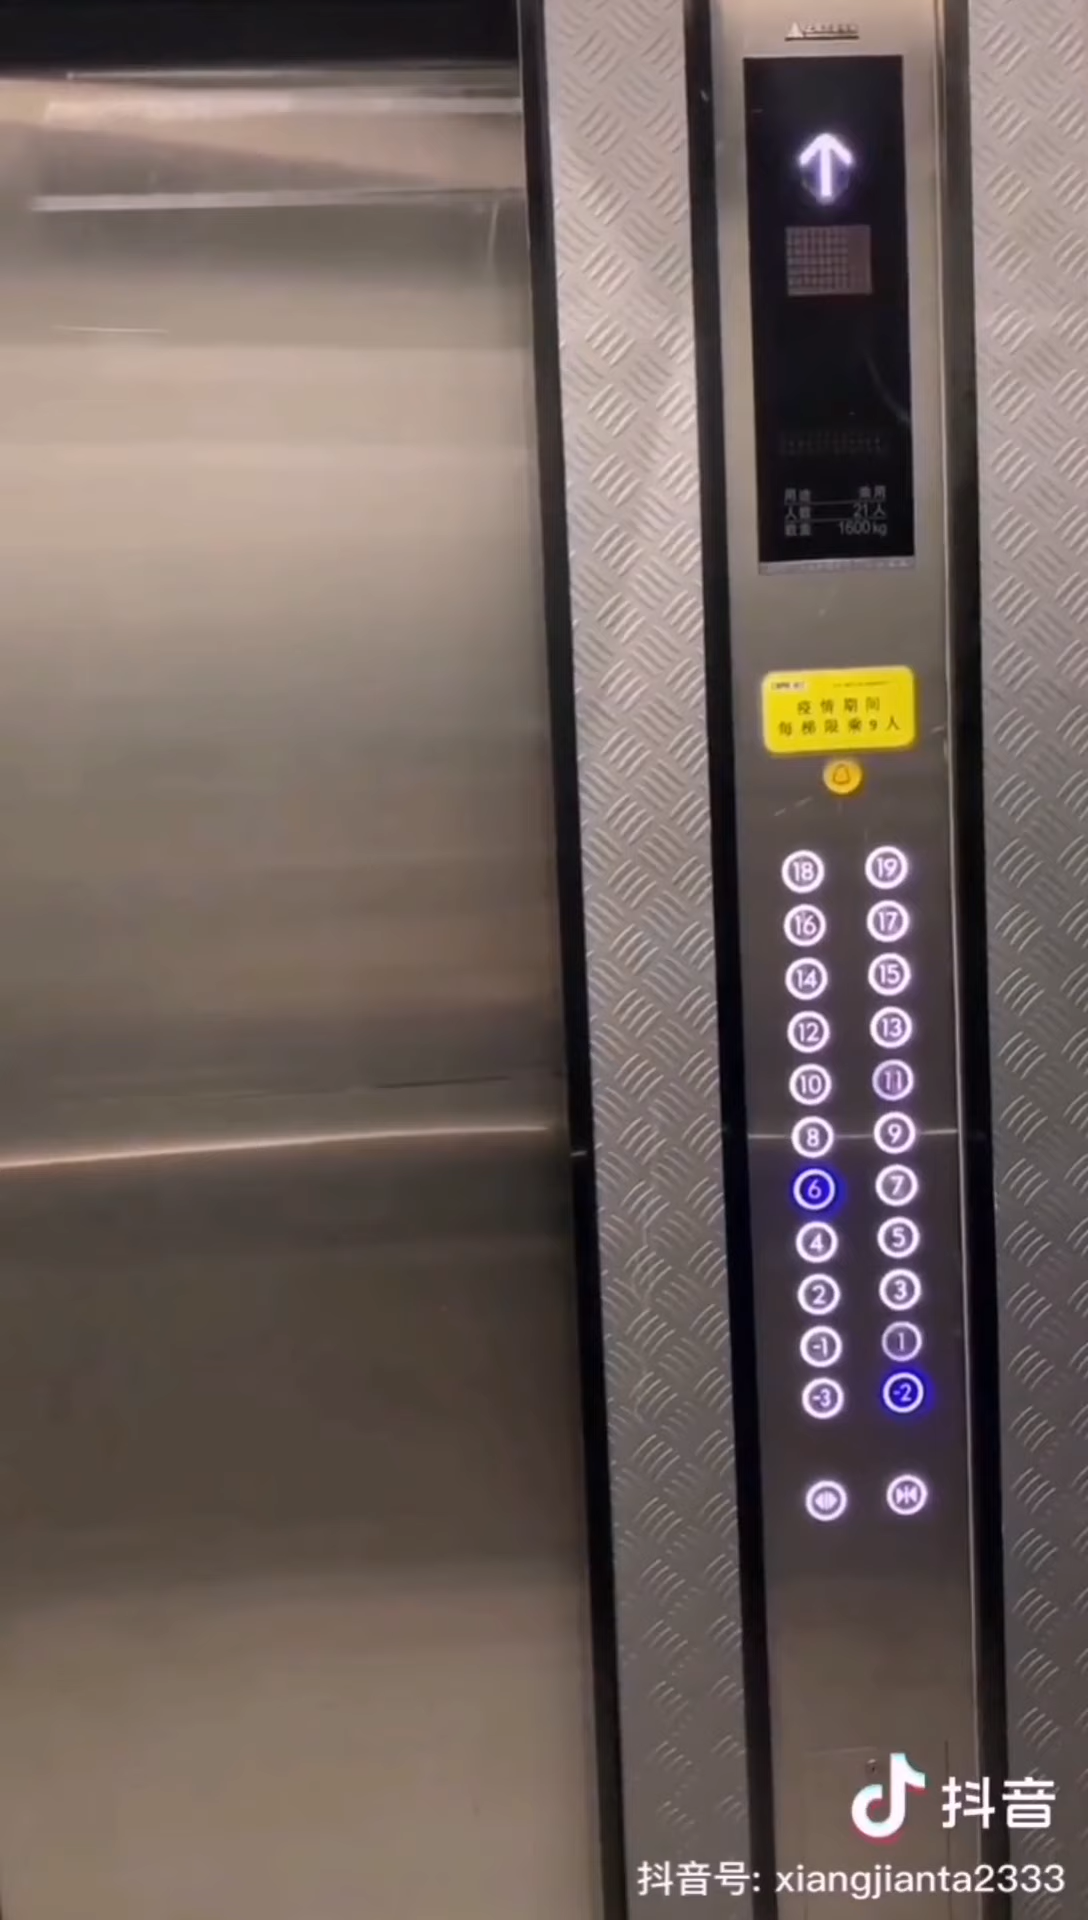 用途 乘用
人数 21人
载重 1600kg
疫情期间
每梯限乘9人
18 19
16 17
14 15
12 13
10 11
8 9
6 7
4 5
2 3
-1 1
-3 -2
抖音
抖音号: xiangjianta2333